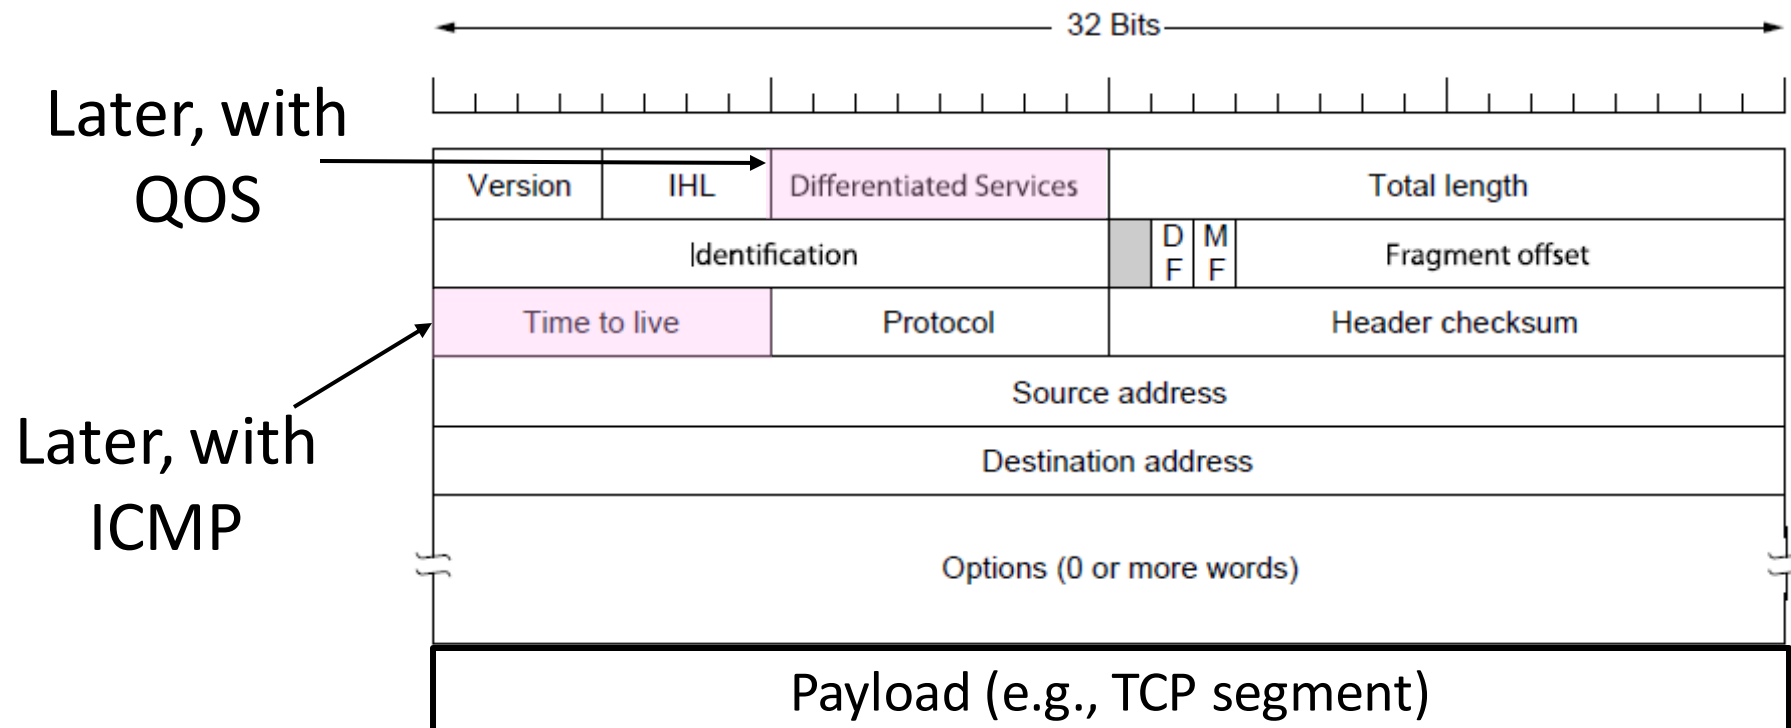 32 Bits
Later, with
QOS
Version IHL Differentiated Services Total length
Identification D F M F Fragment offset
Time to live Protocol Header checksum
Source address
Later, with
ICMP
Destination address
Options (0 or more words)
Payload (e.g., TCP segment)